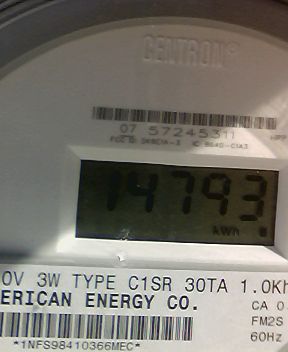 CENTRON®
07 57245311
14793
kWh
0V 3W TYPE C1SR 30TA 1.0Kh
ERICAN ENERGY CO.
CA 0
FM2S
60Hz
*1NFS98410366MEC*